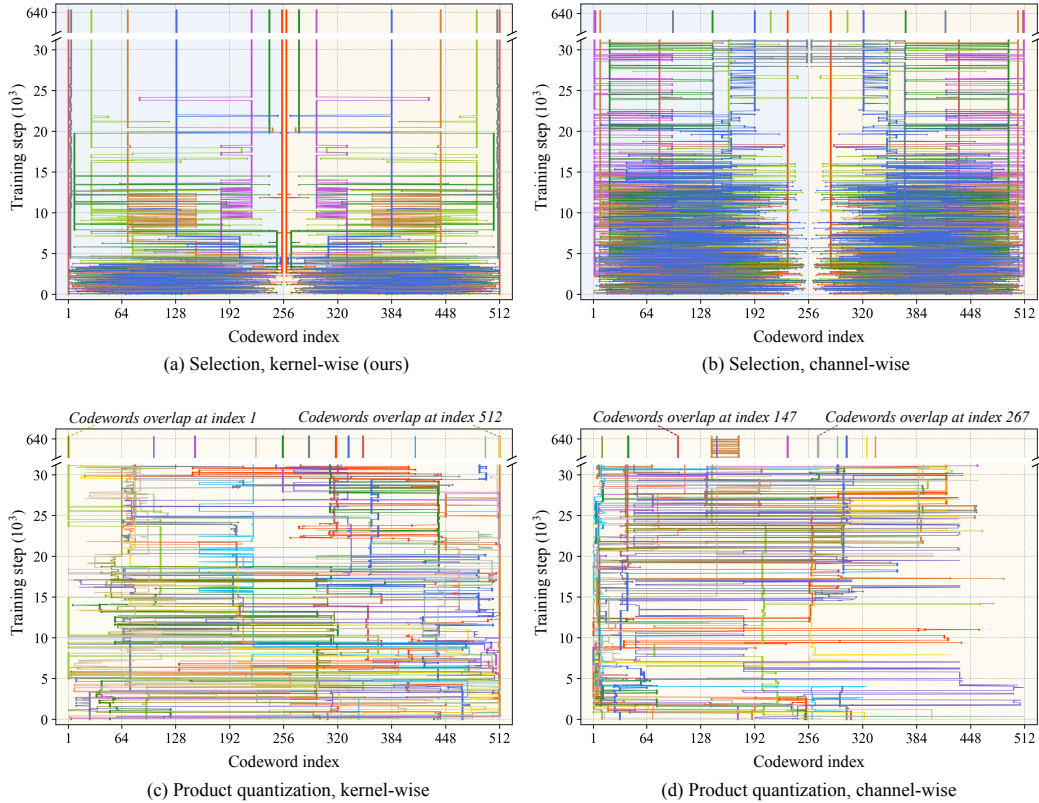 640
30
25
20
15
10
5
0
Training step (10³)
1 64 128 192 256 320 384 448 512
Codeword index
(a) Selection, kernel-wise (ours)
640
30
25
20
15
10
5
0
Training step (10³)
1 64 128 192 256 320 384 448 512
Codeword index
(b) Selection, channel-wise
Codewords overlap at index 1 Codewords overlap at index 512
640
30
25
20
15
10
5
0
Training step (10³)
1 64 128 192 256 320 384 448 512
Codeword index
(c) Product quantization, kernel-wise
Codewords overlap at index 147 Codewords overlap at index 267
640
30
25
20
15
10
5
0
Training step (10³)
1 64 128 192 256 320 384 448 512
Codeword index
(d) Product quantization, channel-wise